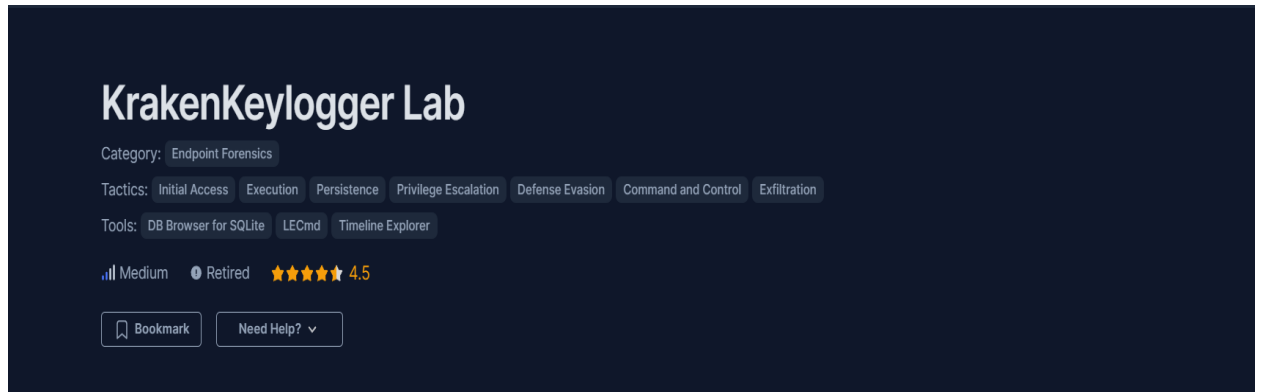 KrakenKeylogger Lab
Category: Endpoint Forensics
Tactics: Initial Access Execution Persistence Privilege Escalation Defense Evasion Command and Control Exfiltration
Tools: DB Browser for SQLite LECmd Timeline Explorer
Medium Retired 4.5
Bookmark Need Help?